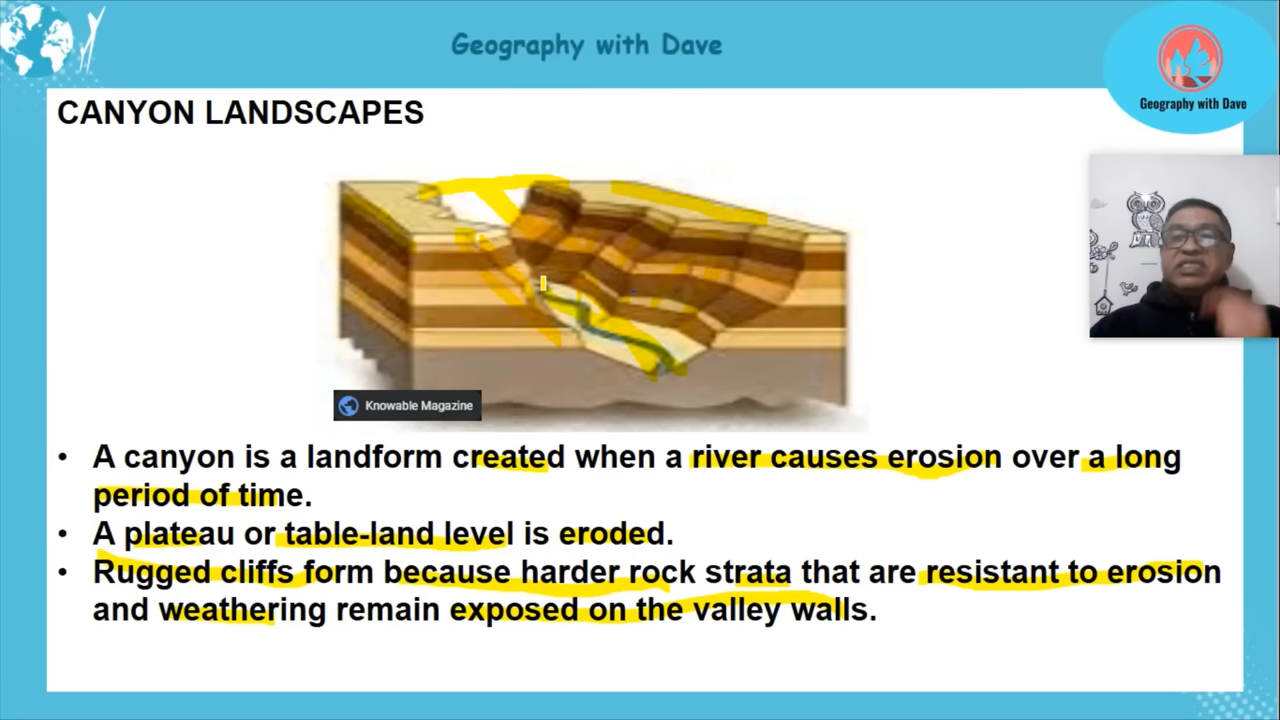 Geography with Dave
Geography with Dave
CANYON LANDSCAPES
Knowable Magazine
• A canyon is a landform created when a river causes erosion over a long
period of time.
• A plateau or table-land level is eroded.
• Rugged cliffs form because harder rock strata that are resistant to erosion
and weathering remain exposed on the valley walls.